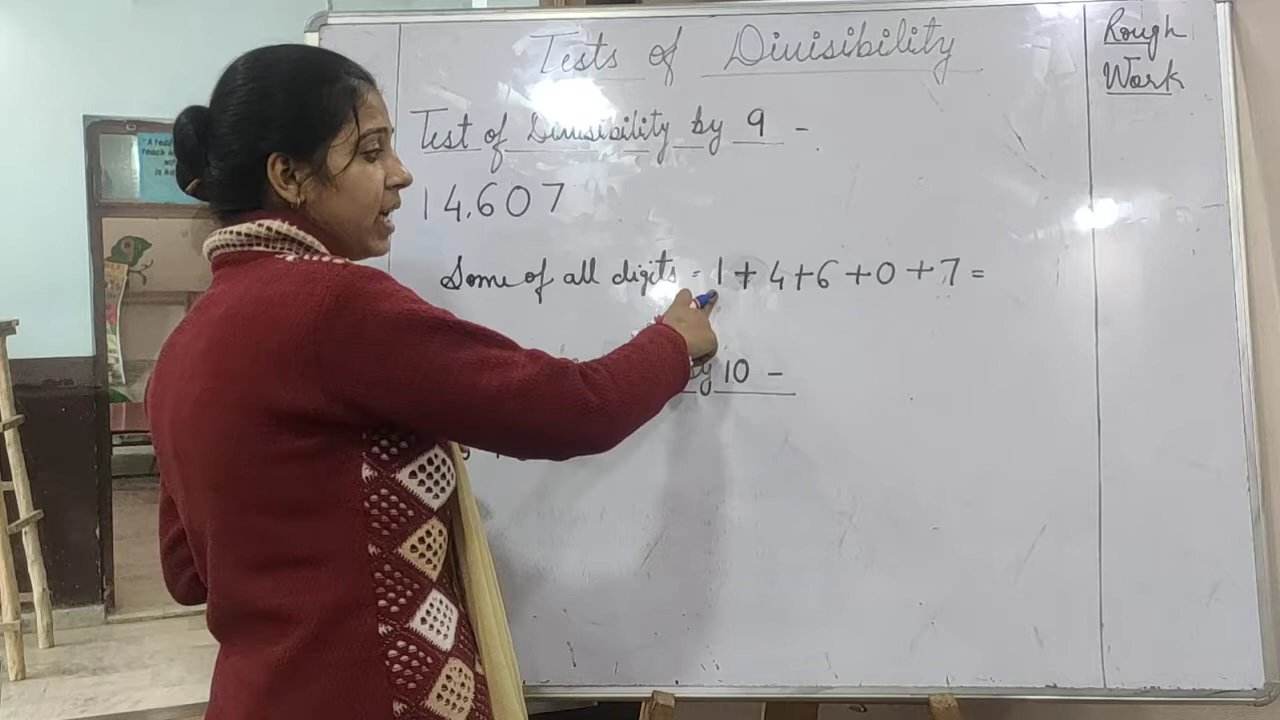 Tests of Divisibility
Rough
Work
Test of Divisibility by 9 -
14,607
Some of all digits = 1 + 4 + 6 + 0 + 7 =
10 -